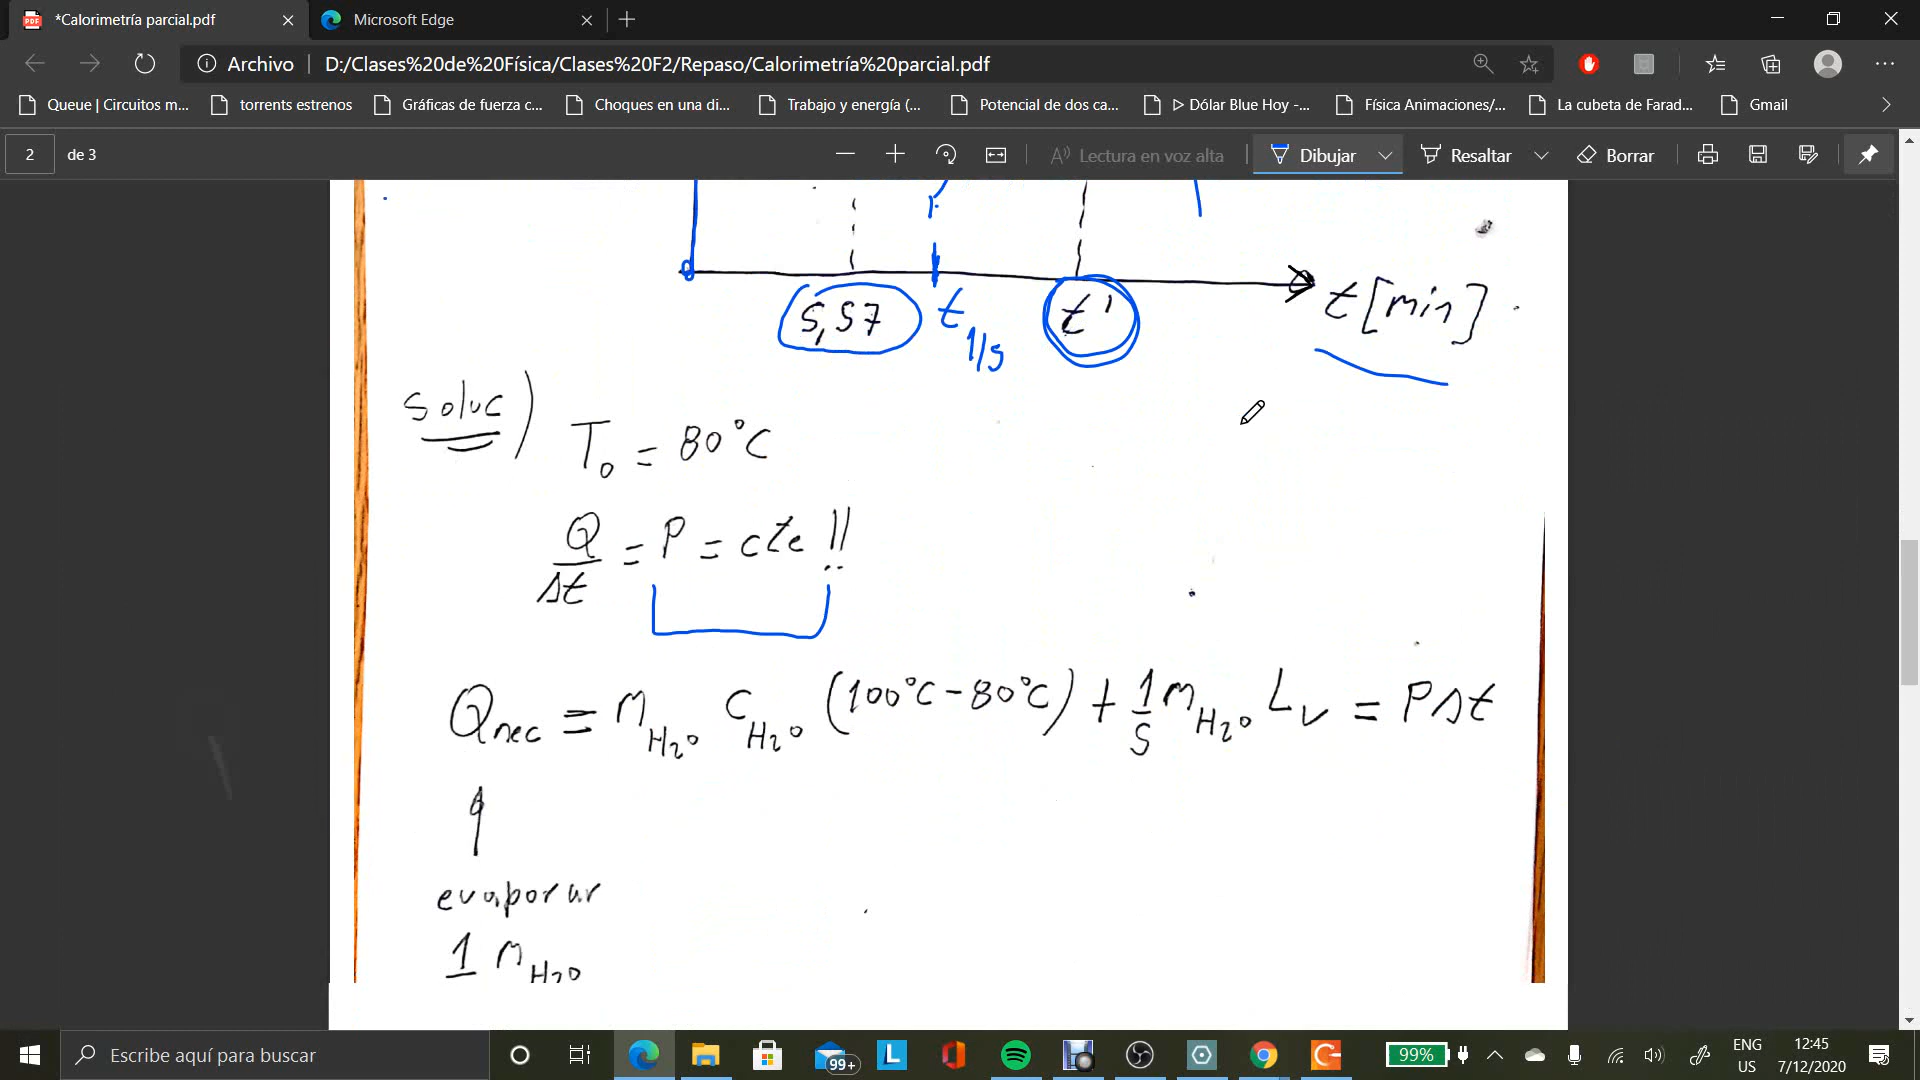 *Calorimetría parcial.pdf
Microsoft Edge
Archivo | D:/Clases%20de%20Física/Clases%20F2/Repaso/Calorimetría%20parcial.pdf
Queue | Circuitos m...
torrents estrenos
Gráficas de fuerza c...
Choques en una di...
Trabajo y energía (...
Potencial de dos ca...
ᐅ Dólar Blue Hoy -...
Física Animaciones/...
La cubeta de Farad...
Gmail
2 de 3
Lectura en voz alta
Dibujar
Resaltar
Borrar
5,57 t 1/5 t' t [min]
soluc)
T₀ = 80°C
Q/Δt = P = cte !!
Qnec = m H₂O C H₂O (100°C - 80°C) + 1/5 m H₂O Lv = PΔt
evaporar
1 m H₂O
Escribe aquí para buscar
99+
99%
ENG
US
12:45
7/12/2020